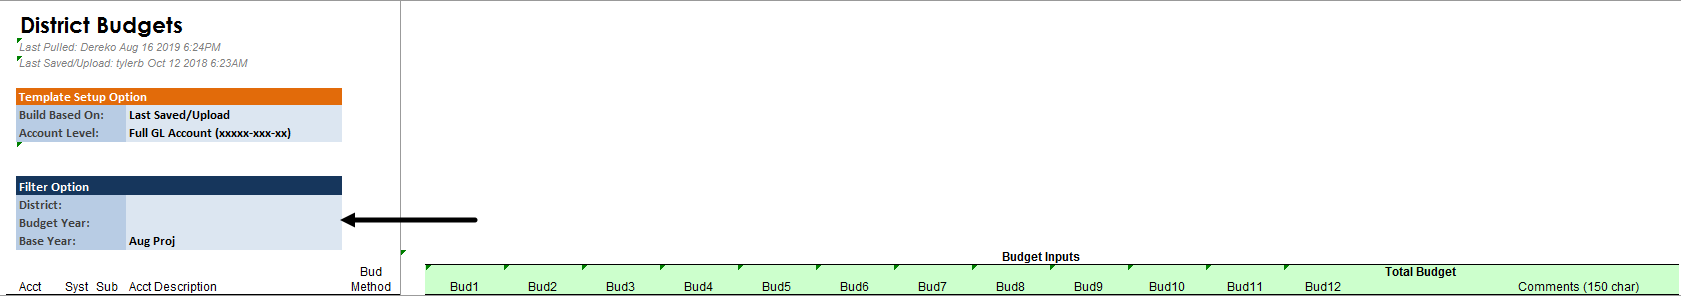 District Budgets
Last Pulled: Dereko Aug 16 2019 6:24PM
Last Saved/Upload: tylerb Oct 12 2018 6:23AM
Template Setup Option
Build Based On: Last Saved/Upload
Account Level: Full GL Account (xxxxx-xxx-xx)
Filter Option
District:
Budget Year:
Base Year: Aug Proj
Budget Inputs
Bud Total Budget
Acct Syst Sub Acct Description Method Bud1 Bud2 Bud3 Bud4 Bud5 Bud6 Bud7 Bud8 Bud9 Bud10 Bud11 Bud12 Comments (150 char)